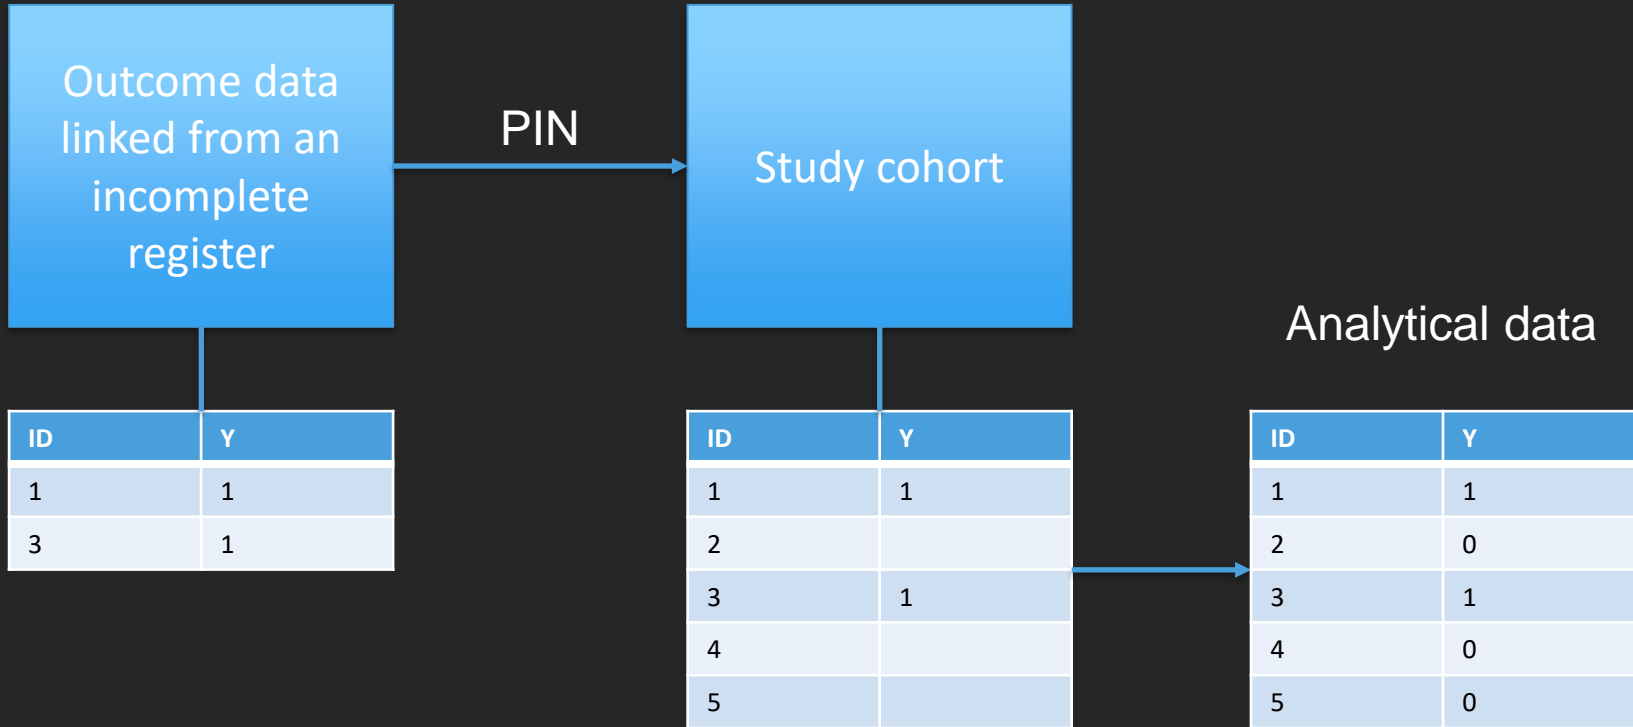 Outcome data
linked from an
incomplete
register
PIN
Study cohort
Analytical data
ID Y
1 1
3 1
ID Y
1 1
2
3 1
4
5
ID Y
1 1
2 0
3 1
4 0
5 0